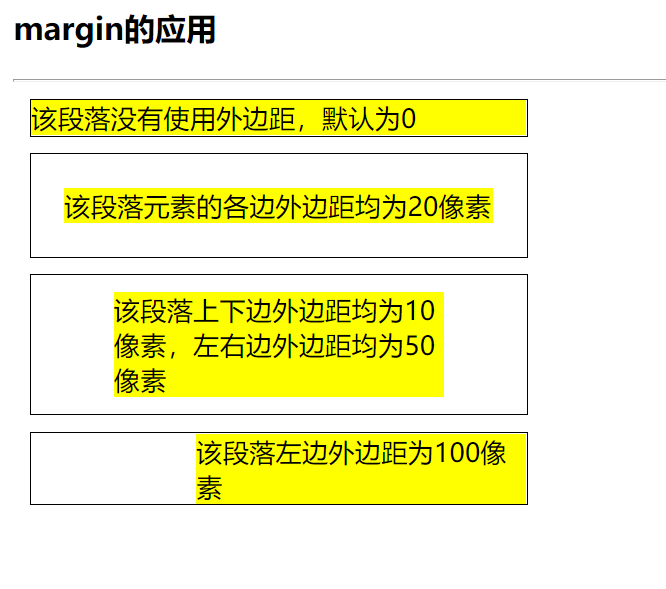 margin的应用
该段落没有使用外边距，默认为0
该段落元素的各边外边距均为20像素
该段落上下边外边距均为10
像素，左右边外边距均为50
像素
该段落左边外边距为100像
素